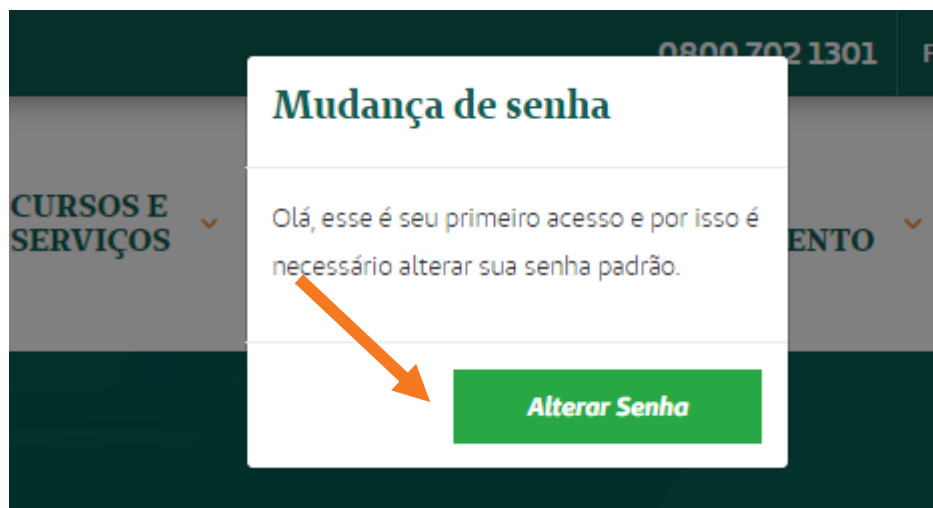 0800 702 1301
Mudança de senha
CURSOS E
SERVIÇOS
Olá, esse é seu primeiro acesso e por isso é
necessário alterar sua senha padrão.
ENTO
Alterar Senha